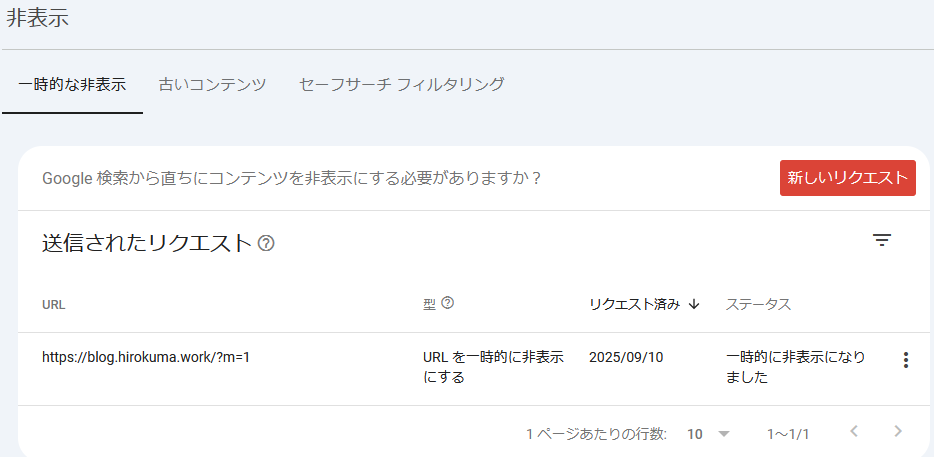 非表示
一時的な非表示 古いコンテンツ セーフサーチ フィルタリング
Google 検索から直ちにコンテンツを非表示にする必要がありますか？ 新しいリクエスト
送信されたリクエスト
URL 型 リクエスト済み ステータス
https://blog.hirokuma.work/?m=1 URL を一時的に非表示 2025/09/10 一時的に非表示になり
にする ました
1 ページあたりの行数: 10 1～1/1